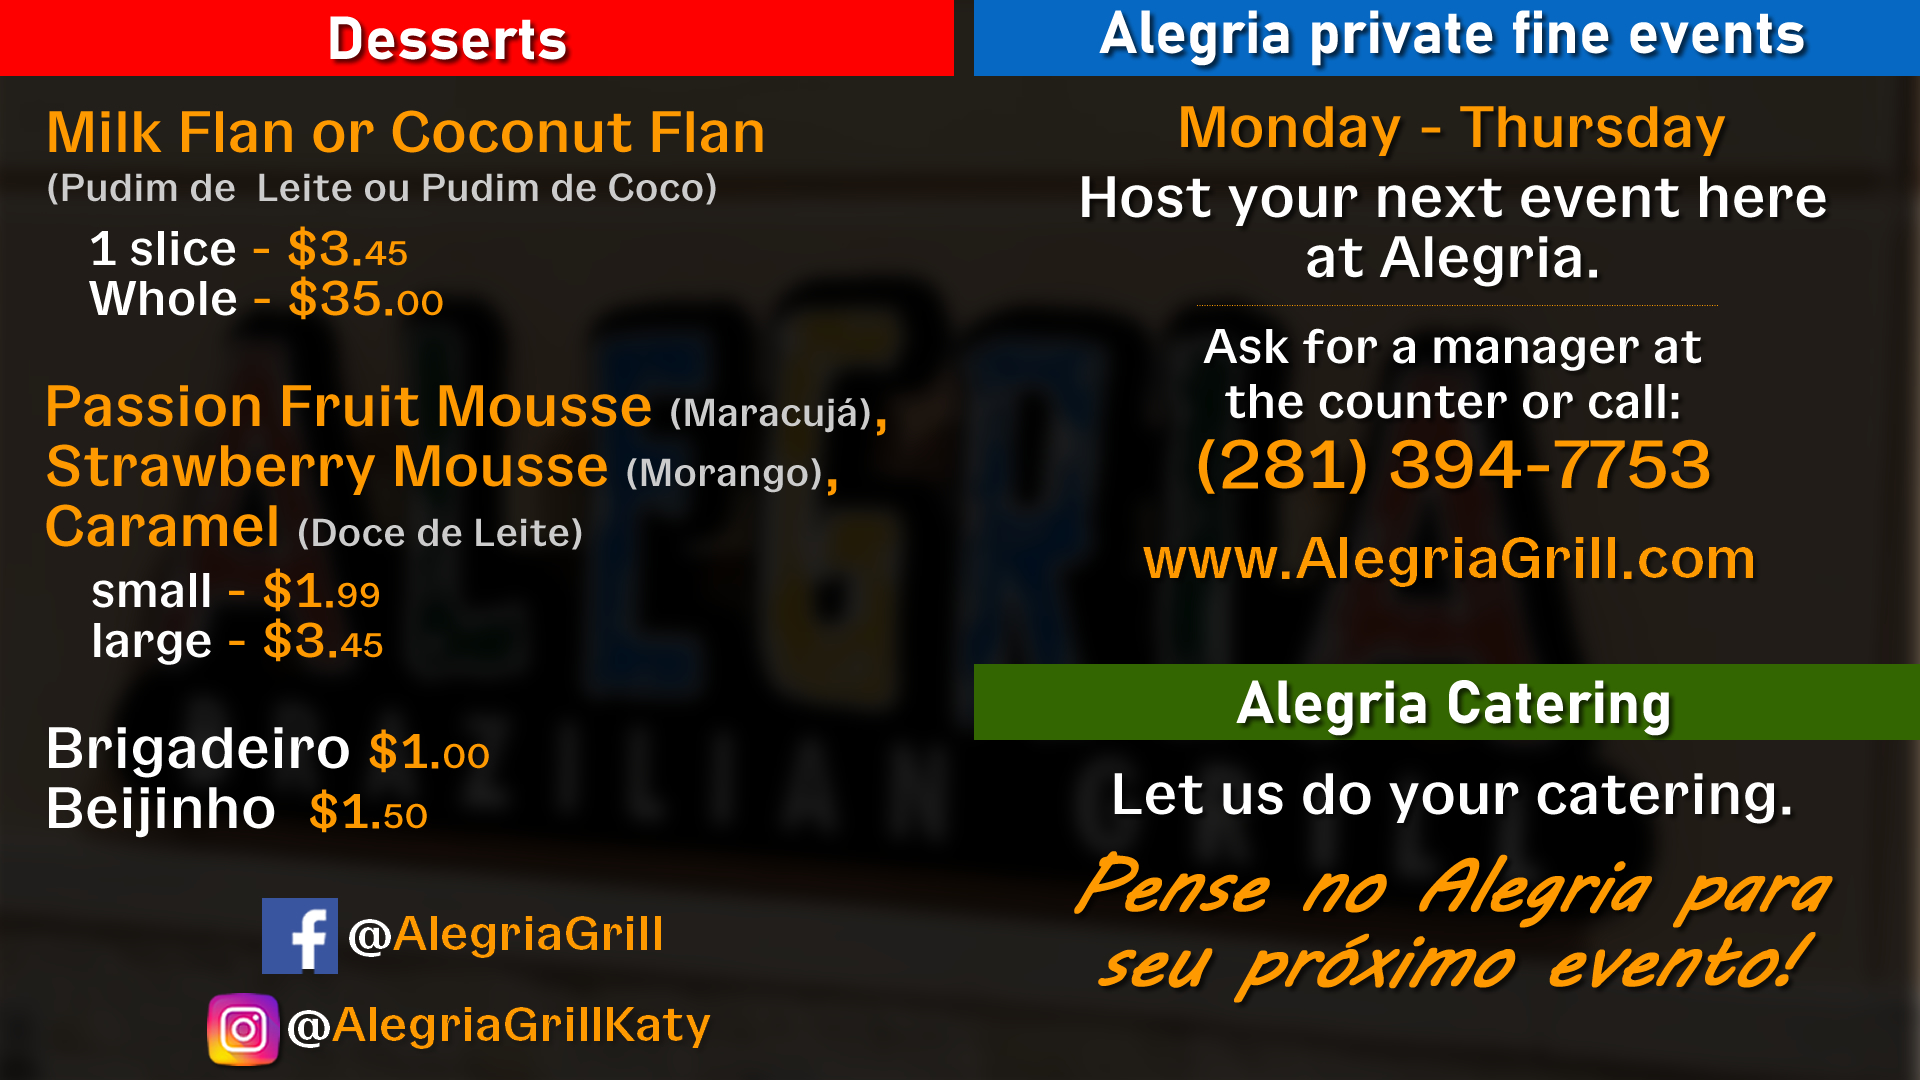 Desserts
Milk Flan or Coconut Flan
(Pudim de Leite ou Pudim de Coco)
1 slice - $3.45
Whole - $35.00
Passion Fruit Mousse (Maracujá),
Strawberry Mousse (Morango),
Caramel (Doce de Leite)
small - $1.99
large - $3.45
Brigadeiro $1.00
Beijinho $1.50
@AlegriaGrill
@AlegriaGrillKaty
Alegria private fine events
Monday - Thursday
Host your next event here
at Alegria.
Ask for a manager at
the counter or call:
(281) 394-7753
www.AlegriaGrill.com
Alegria Catering
Let us do your catering.
Pense no Alegria para
seu próximo evento!
ALEGRIA
BRAZILIAN GRILL